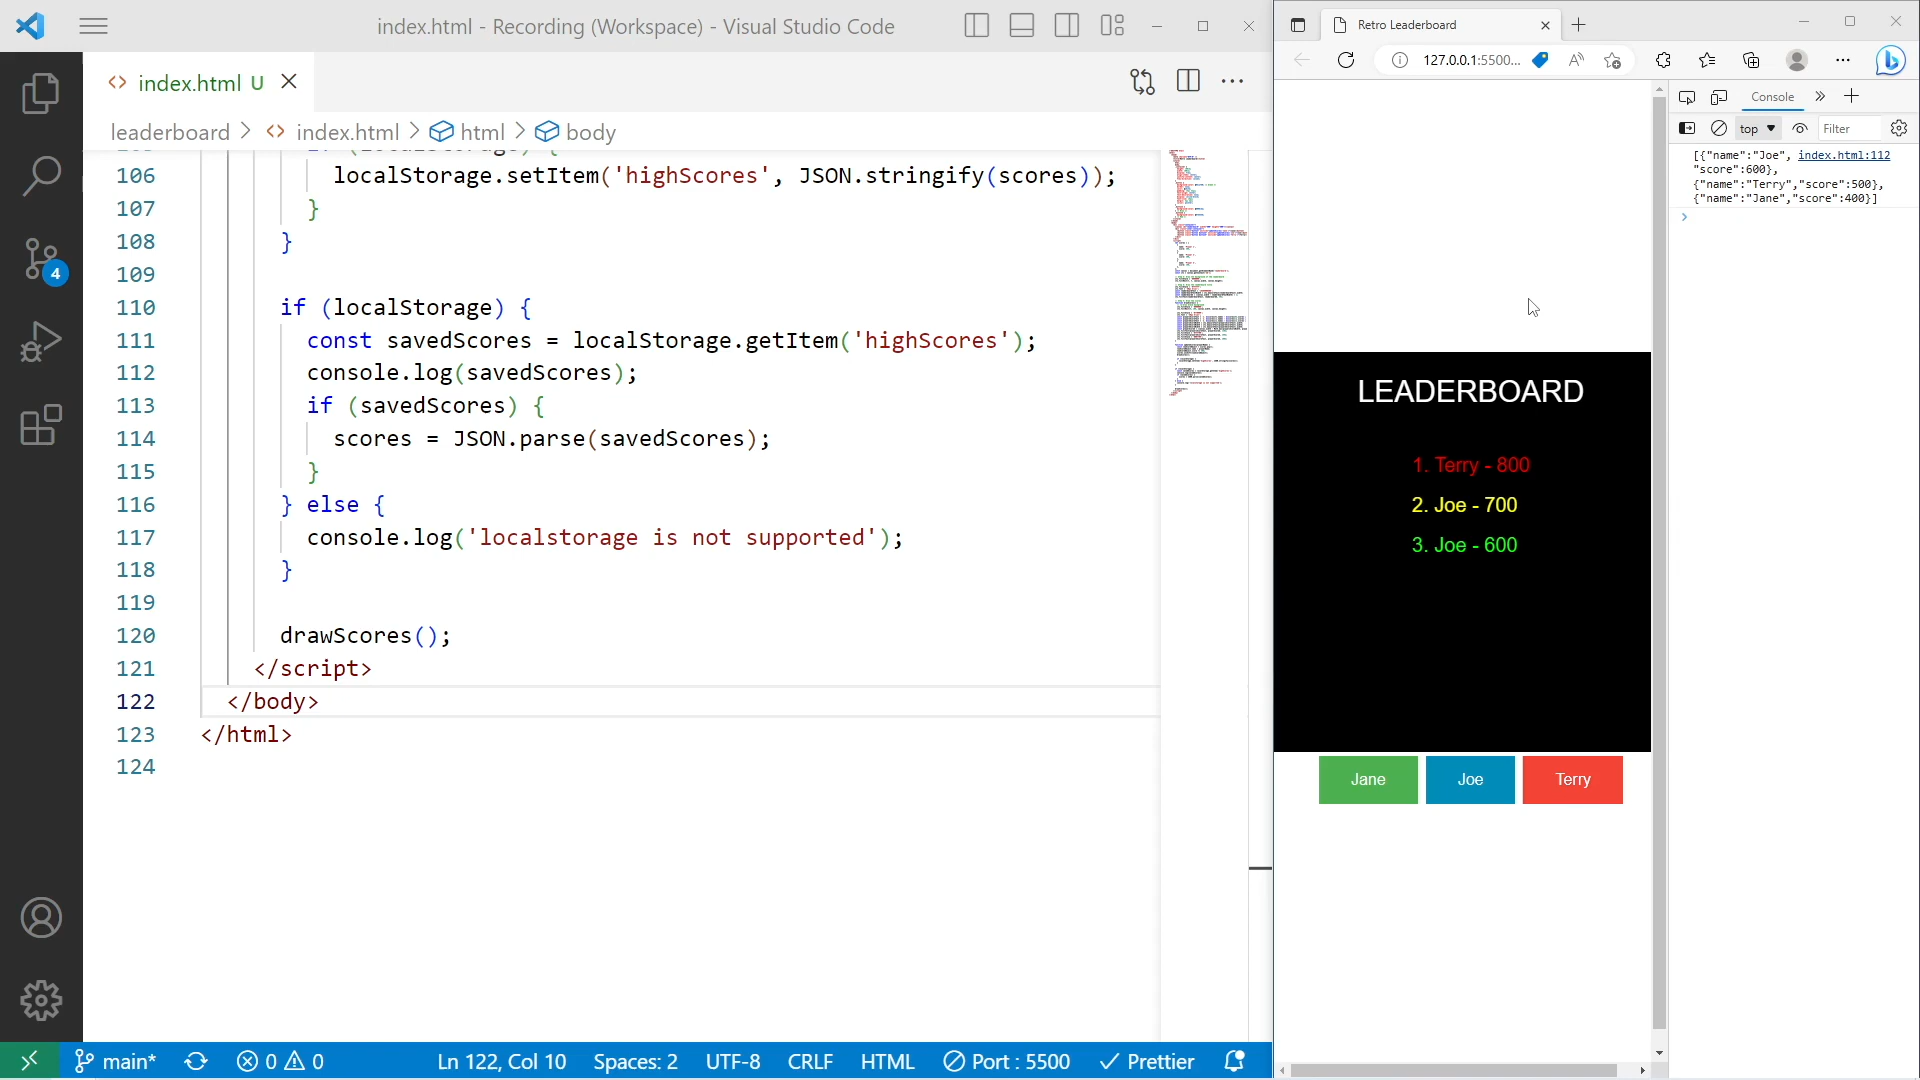 index.html - Recording (Workspace) - Visual Studio Code
index.html U
leaderboard > index.html > html > body
106 localStorage.setItem('highScores', JSON.stringify(scores));
107 }
108 }
109
110 if (localStorage) {
111 const savedScores = localStorage.getItem('highScores');
112 console.log(savedScores);
113 if (savedScores) {
114 scores = JSON.parse(savedScores);
115 }
116 } else {
117 console.log('localstorage is not supported');
118 }
119
120 drawScores();
121 </script>
122 </body>
123 </html>
124
4
main* 0 0 Ln 122, Col 10 Spaces: 2 UTF-8 CRLF HTML Port : 5500 Prettier
Retro Leaderboard
127.0.0.1:5500...
Console
top Filter
[{"name":"Joe", index.html:112
"score":600},
{"name":"Terry","score":500},
{"name":"Jane","score":400}]
LEADERBOARD
1. Terry - 800
2. Joe - 700
3. Joe - 600
Jane Joe Terry